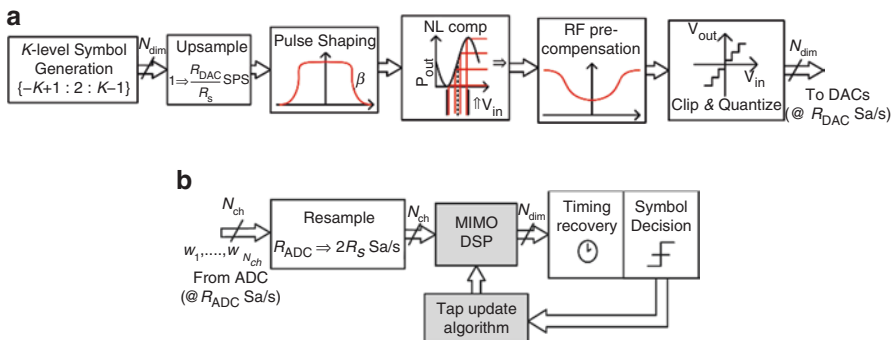 a
K-level Symbol
Generation
{−K+1 : 2 : K−1}
N_dim
Upsample
1⇒ R_DAC/R_s SPS
Pulse Shaping
β
NL comp
P_out
⇑V_in
⇒
RF pre-
compensation
V_out
V_in
Clip & Quantize
N_dim
To DACs
(@ R_DAC Sa/s)
b
N_ch
w_1,....,w_N_ch
From ADC
(@R_ADC Sa/s)
Resample
R_ADC ⇒ 2R_s Sa/s
N_ch
MIMO
DSP
N_dim
Timing
recovery
Symbol
Decision
Tap update
algorithm